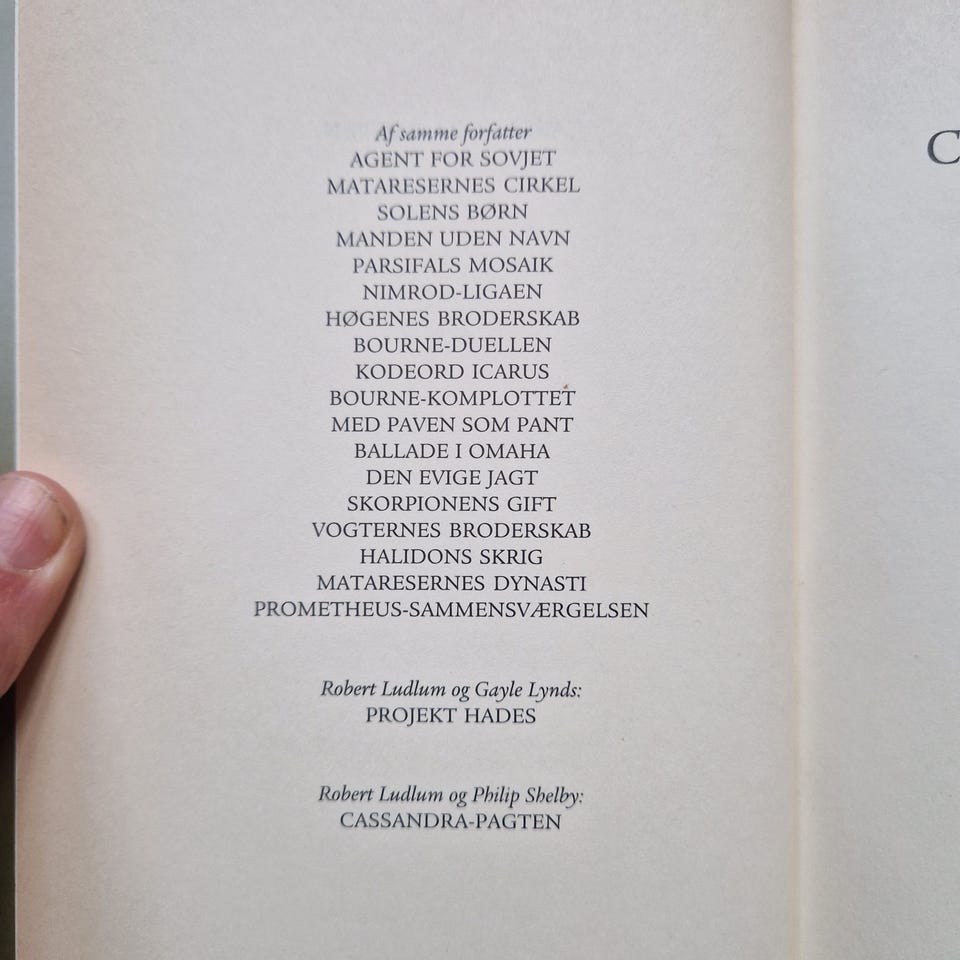 Af samme forfatter
AGENT FOR SOVJET
MATARESERNES CIRKEL
SOLENS BØRN
MANDEN UDEN NAVN
PARSIFALS MOSAIK
NIMROD-LIGAEN
HØGENES BRODERSKAB
BOURNE-DUELLEN
KODEORD ICARUS
BOURNE-KOMPLOTTET
MED PAVEN SOM PANT
BALLADE I OMAHA
DEN EVIGE JAGT
SKORPIONENS GIFT
VOGTERNES BRODERSKAB
HALIDONS SKRIG
MATARESERNES DYNASTI
PROMETHEUS-SAMMENSVÆRGELSEN
Robert Ludlum og Gayle Lynds:
PROJEKT HADES
Robert Ludlum og Philip Shelby:
CASSANDRA-PAGTEN